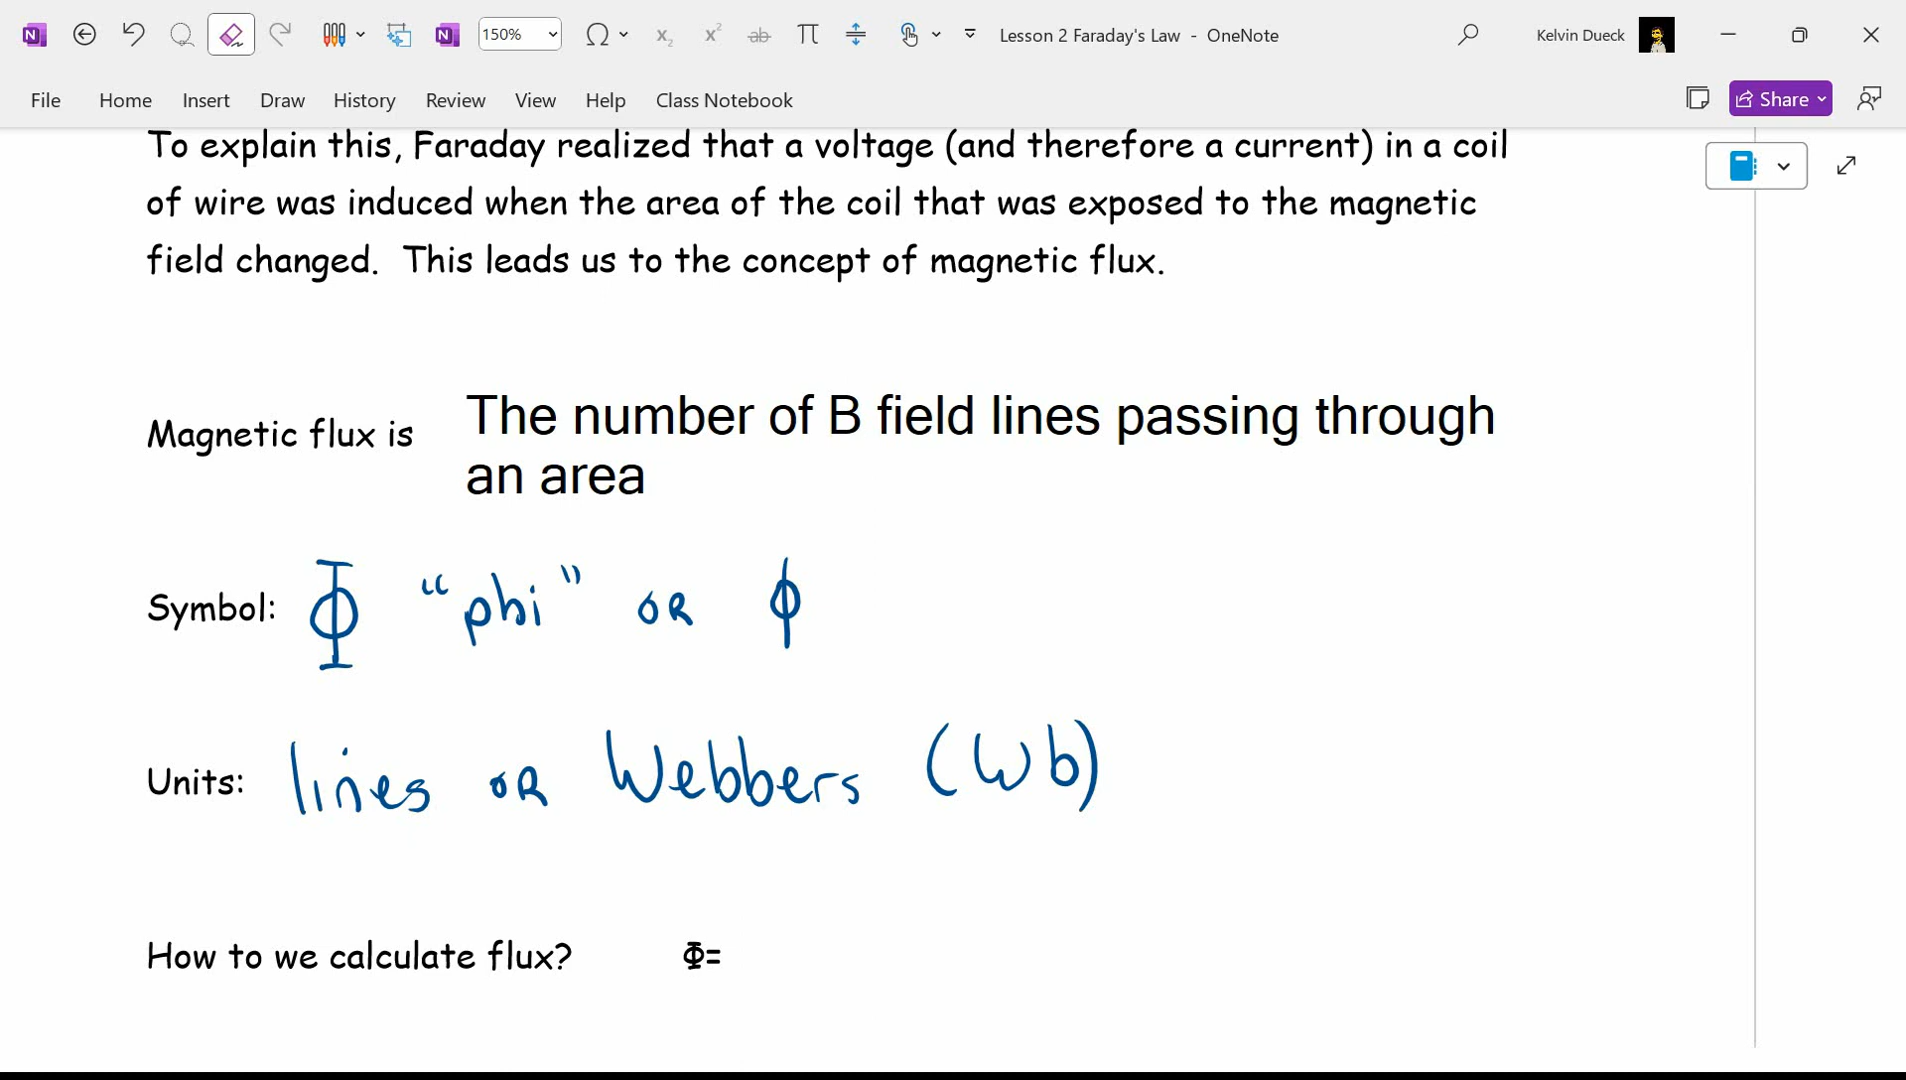 150%
Lesson 2 Faraday's Law - OneNote
Kelvin Dueck
File Home Insert Draw History Review View Help Class Notebook
Share
To explain this, Faraday realized that a voltage (and therefore a current) in a coil
of wire was induced when the area of the coil that was exposed to the magnetic
field changed. This leads us to the concept of magnetic flux.
Magnetic flux is The number of B field lines passing through
an area
Symbol: Φ "phi" OR ϕ
Units: lines OR Webbers (Wb)
How to we calculate flux? Φ=